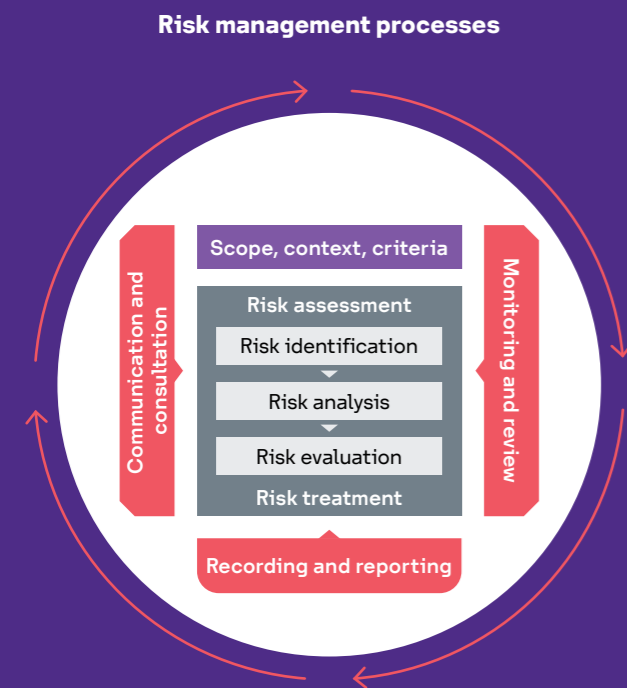 Risk management processes
Scope, context, criteria
Communication and
consultation
Risk assessment
Risk identification
Risk analysis
Risk evaluation
Risk treatment
Monitoring and review
Recording and reporting